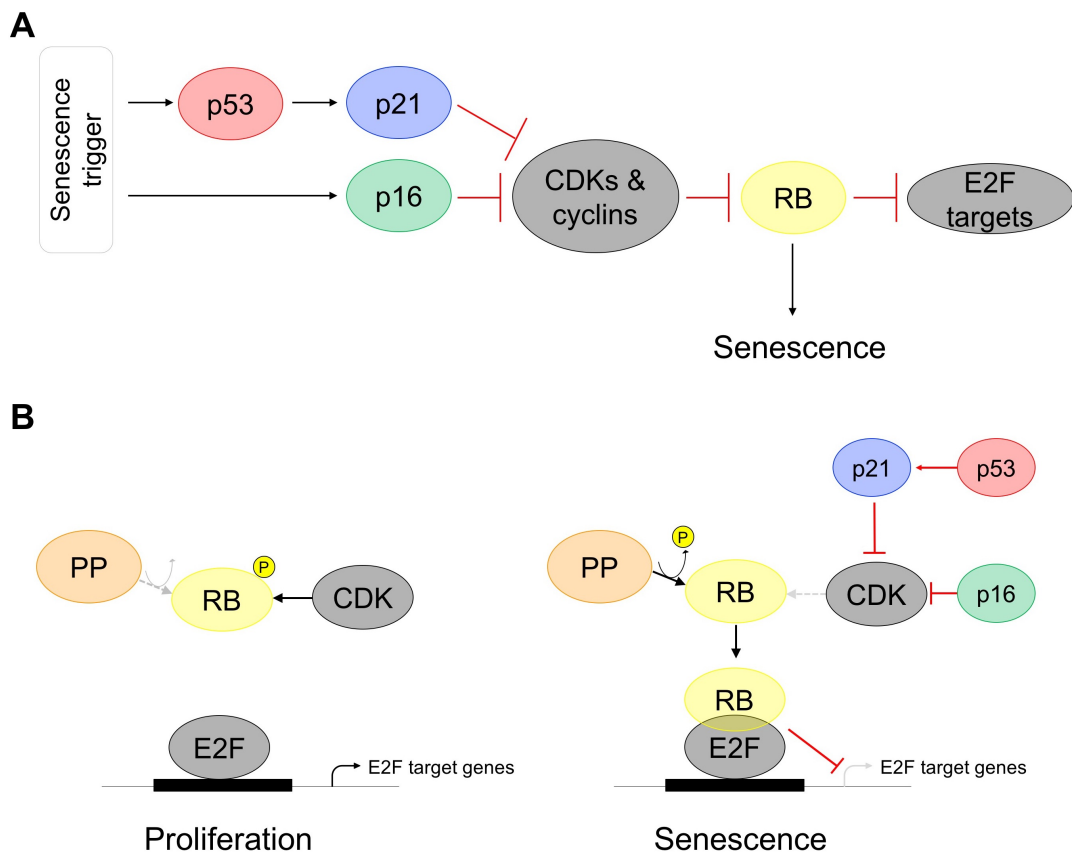 A
Senescence
trigger
p53
p21
p16
CDKs &
cyclins
RB
E2F
targets
Senescence
B
PP
RB
P
CDK
E2F
E2F target genes
Proliferation
PP
P
RB
CDK
p21
p53
p16
RB
E2F
E2F target genes
Senescence